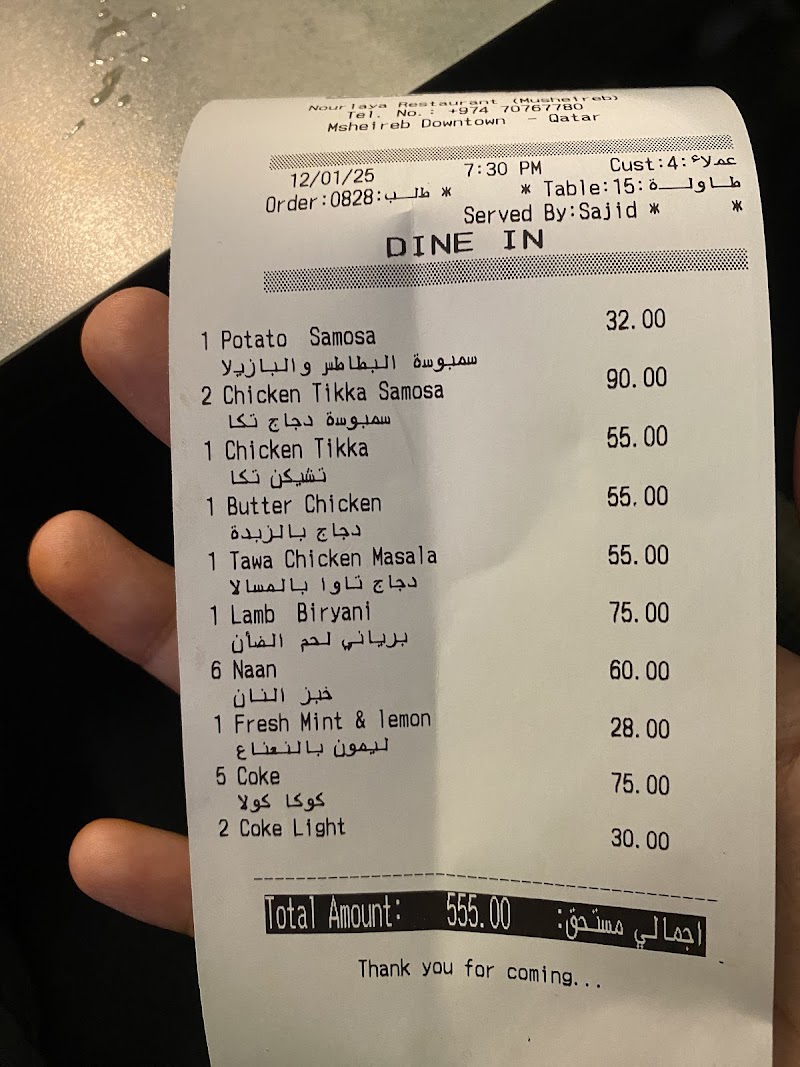 Nourlaya Restaurant (Musheireb)
Tel. No.: +974 70767780
Msheireb Downtown - Qatar
12/01/25 7:30 PM Cust:4:عملاء
Order:0828:طلب * * Table:15:طاولة
Served By:Sajid * *
DINE IN
1 Potato Samosa 32.00
سمبوسة البطاطس والبازيلا
2 Chicken Tikka Samosa 90.00
سمبوسة دجاج تكا
1 Chicken Tikka 55.00
تشيكن تكا
1 Butter Chicken 55.00
دجاج بالزبدة
1 Tawa Chicken Masala 55.00
دجاج تاوا بالمسالا
1 Lamb Biryani 75.00
برياني لحم الضأن
6 Naan 60.00
خبز النان
1 Fresh Mint & lemon 28.00
ليمون بالنعناع
5 Coke 75.00
كوكا كولا
2 Coke Light 30.00
Total Amount: 555.00 اجمالي مستحق:
Thank you for coming...